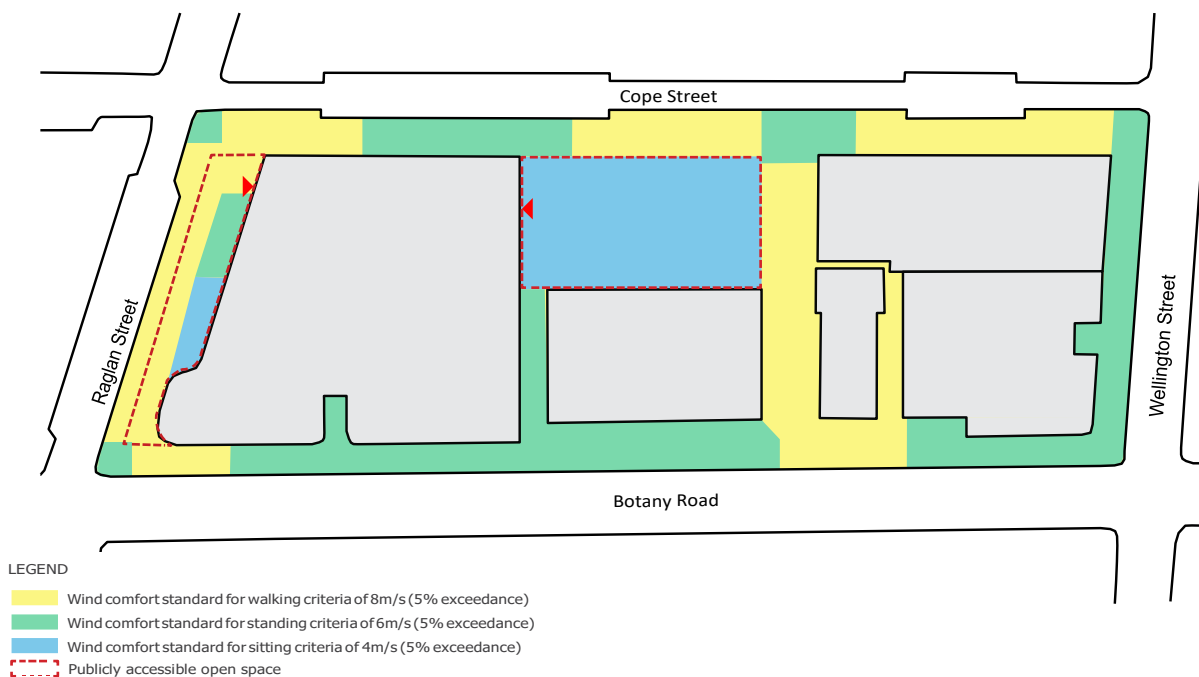 Cope Street
Raglan Street
Wellington Street
Botany Road
LEGEND
Wind comfort standard for walking criteria of 8m/s (5% exceedance)
Wind comfort standard for standing criteria of 6m/s (5% exceedance)
Wind comfort standard for sitting criteria of 4m/s (5% exceedance)
Publicly accessible open space